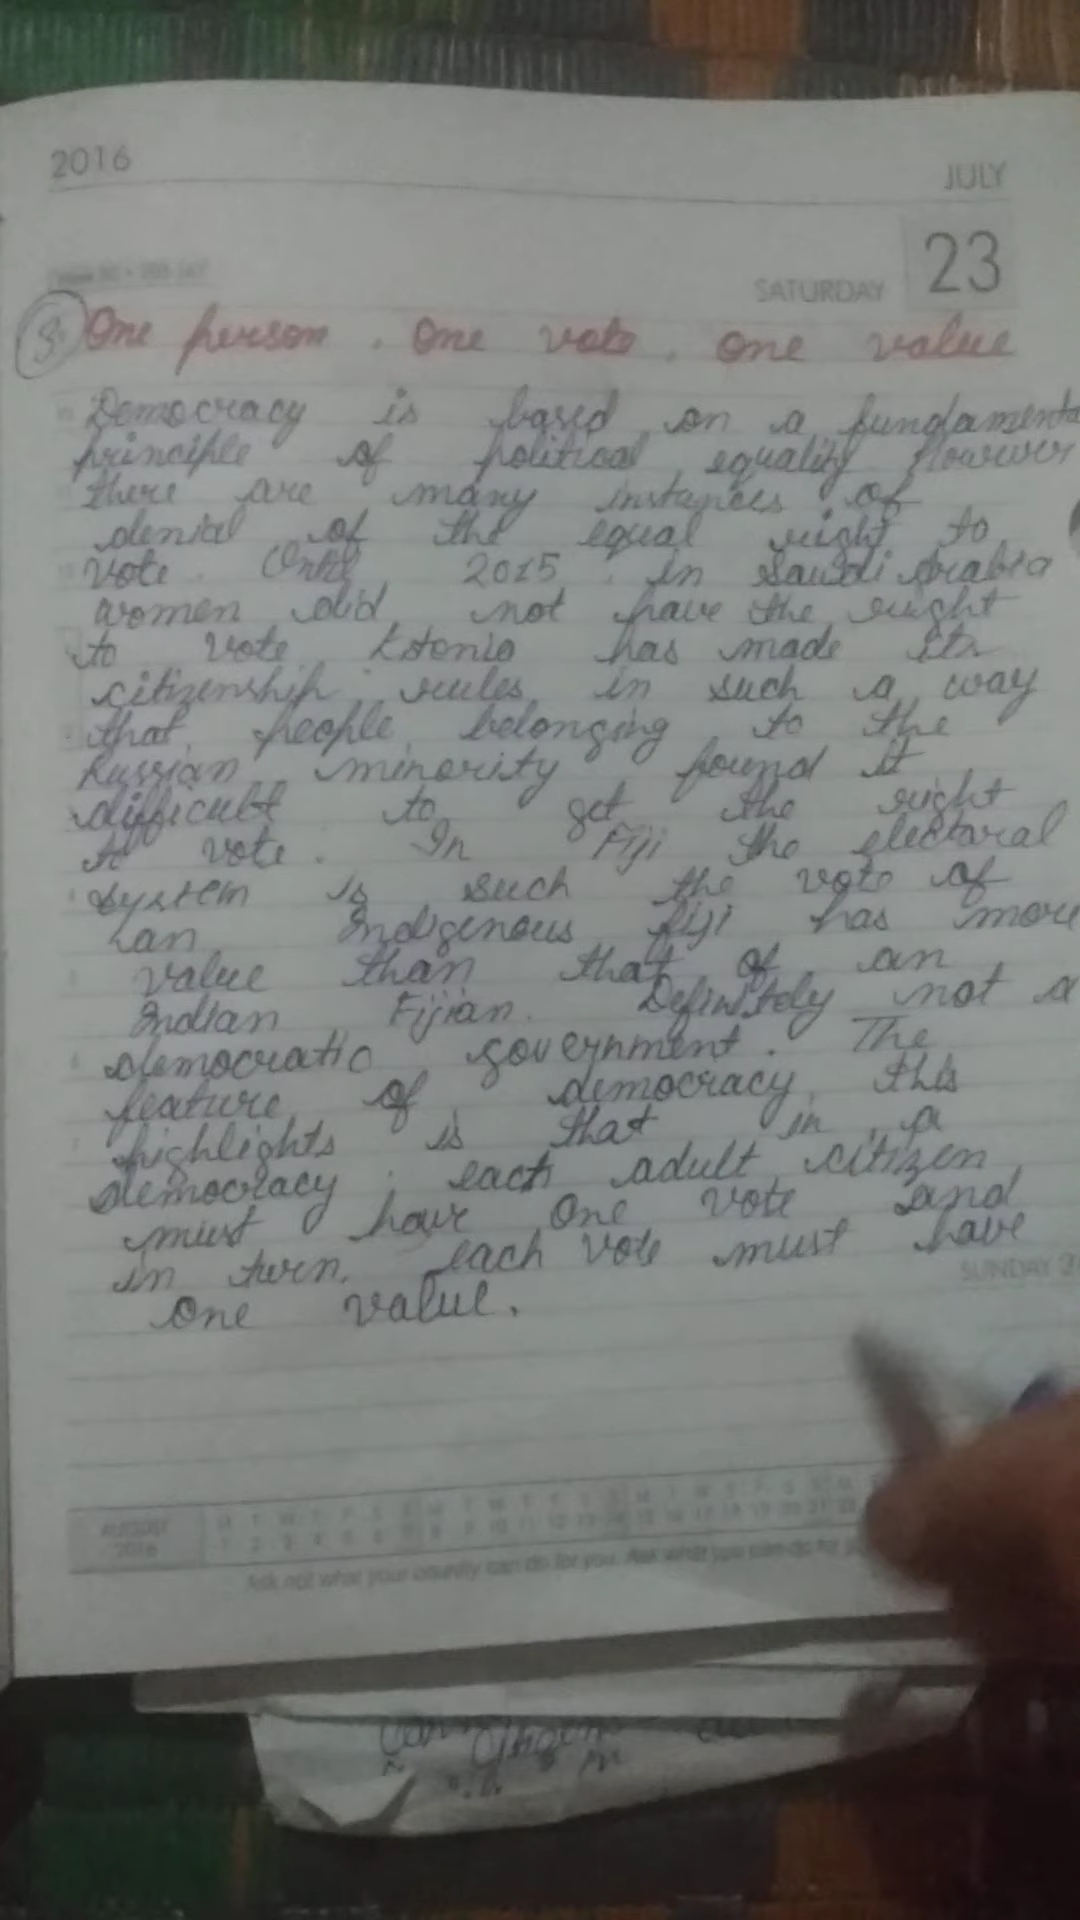 2016
JULY
23
SATURDAY
One person . One vote . One value
Democracy is based on a fundamenta
principle of political equality However
there are many instances of
denial of the equal right to
vote . Until 2015 . in Saudi Arabia
women did not have the right
to vote Estonia has made its
citizenship rules in such a way
that people belonging to the
Russian minority found it
difficult to get the right
to vote . In Fiji the electoral
system is such the vote of
an Indigenous fiji has more
value than that of an
Indian Fijian . Definitely not a
democratic government . The
feature of democracy this
highlights is that in a
democracy . each adult citizen
must have One vote and
in turn, each vote must have
SUNDAY 2
One value .
AUGUST
2016
Ask not what your country can do for you. Ask what you can do for
Citizens